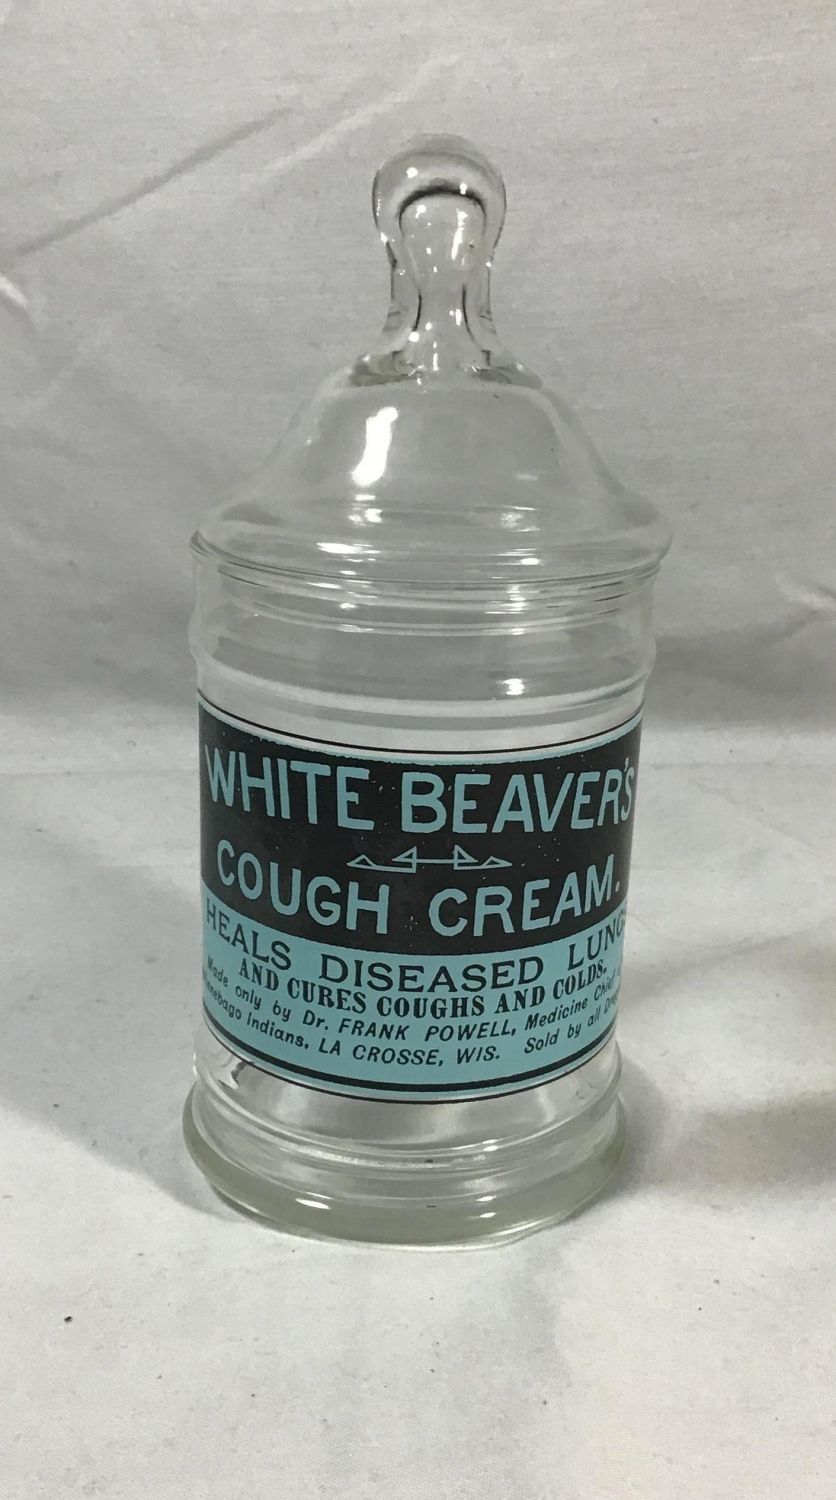 WHITE BEAVER'S
COUGH CREAM.
HEALS DISEASED LUNGS
AND CURES COUGHS AND COLDS.
Made only by Dr. FRANK POWELL, Medicine Chief
Indians, LA CROSSE, WIS. Sold by all